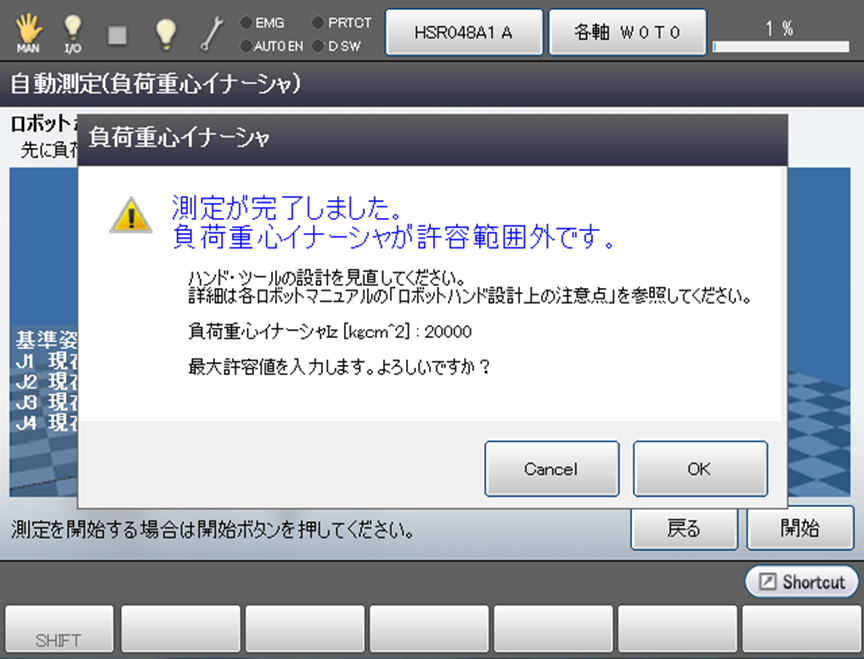 MAN
I/O
EMG
PRTCT
AUTO EN
D SW
HSR048A1 A
各軸 W0T0
1 %
自動測定(負荷重心イナーシャ)
ロボット
先に負荷
負荷重心イナーシャ
測定が完了しました。
負荷重心イナーシャが許容範囲外です。
ハンド・ツールの設計を見直してください。
詳細は各ロボットマニュアルの「ロボットハンド設計上の注意点」を参照してください。
負荷重心イナーシャIz [kgcm^2] : 20000
最大許容値を入力します。よろしいですか？
基準姿
J1 現在
J2 現在
J3 現在
J4 現在
Cancel
OK
測定を開始する場合は開始ボタンを押してください。
戻る
開始
Shortcut
SHIFT